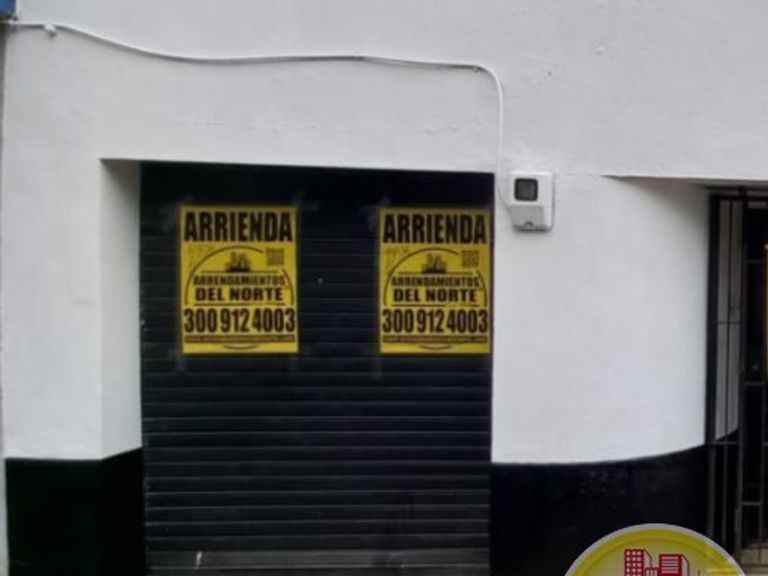 ARRIENDA
ARRENDAMIENTOS
DEL NORTE
300 912 4003
ARRIENDA
ARRENDAMIENTOS
DEL NORTE
300 912 4003